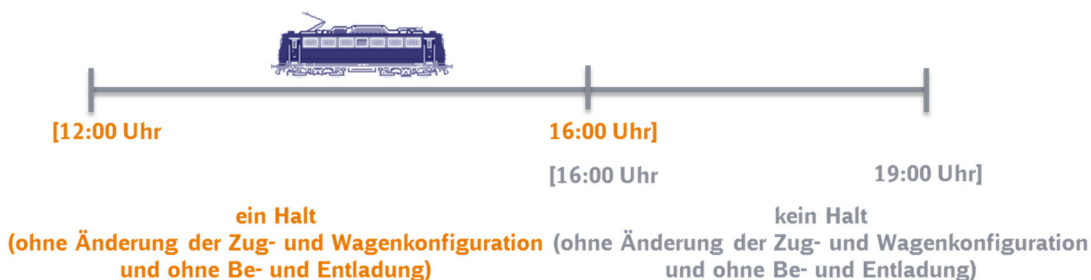 [12:00 Uhr
16:00 Uhr]
[16:00 Uhr
19:00 Uhr]
ein Halt
(ohne Änderung der Zug- und Wagenkonfiguration
und ohne Be- und Entladung)
kein Halt
(ohne Änderung der Zug- und Wagenkonfiguration
und ohne Be- und Entladung)